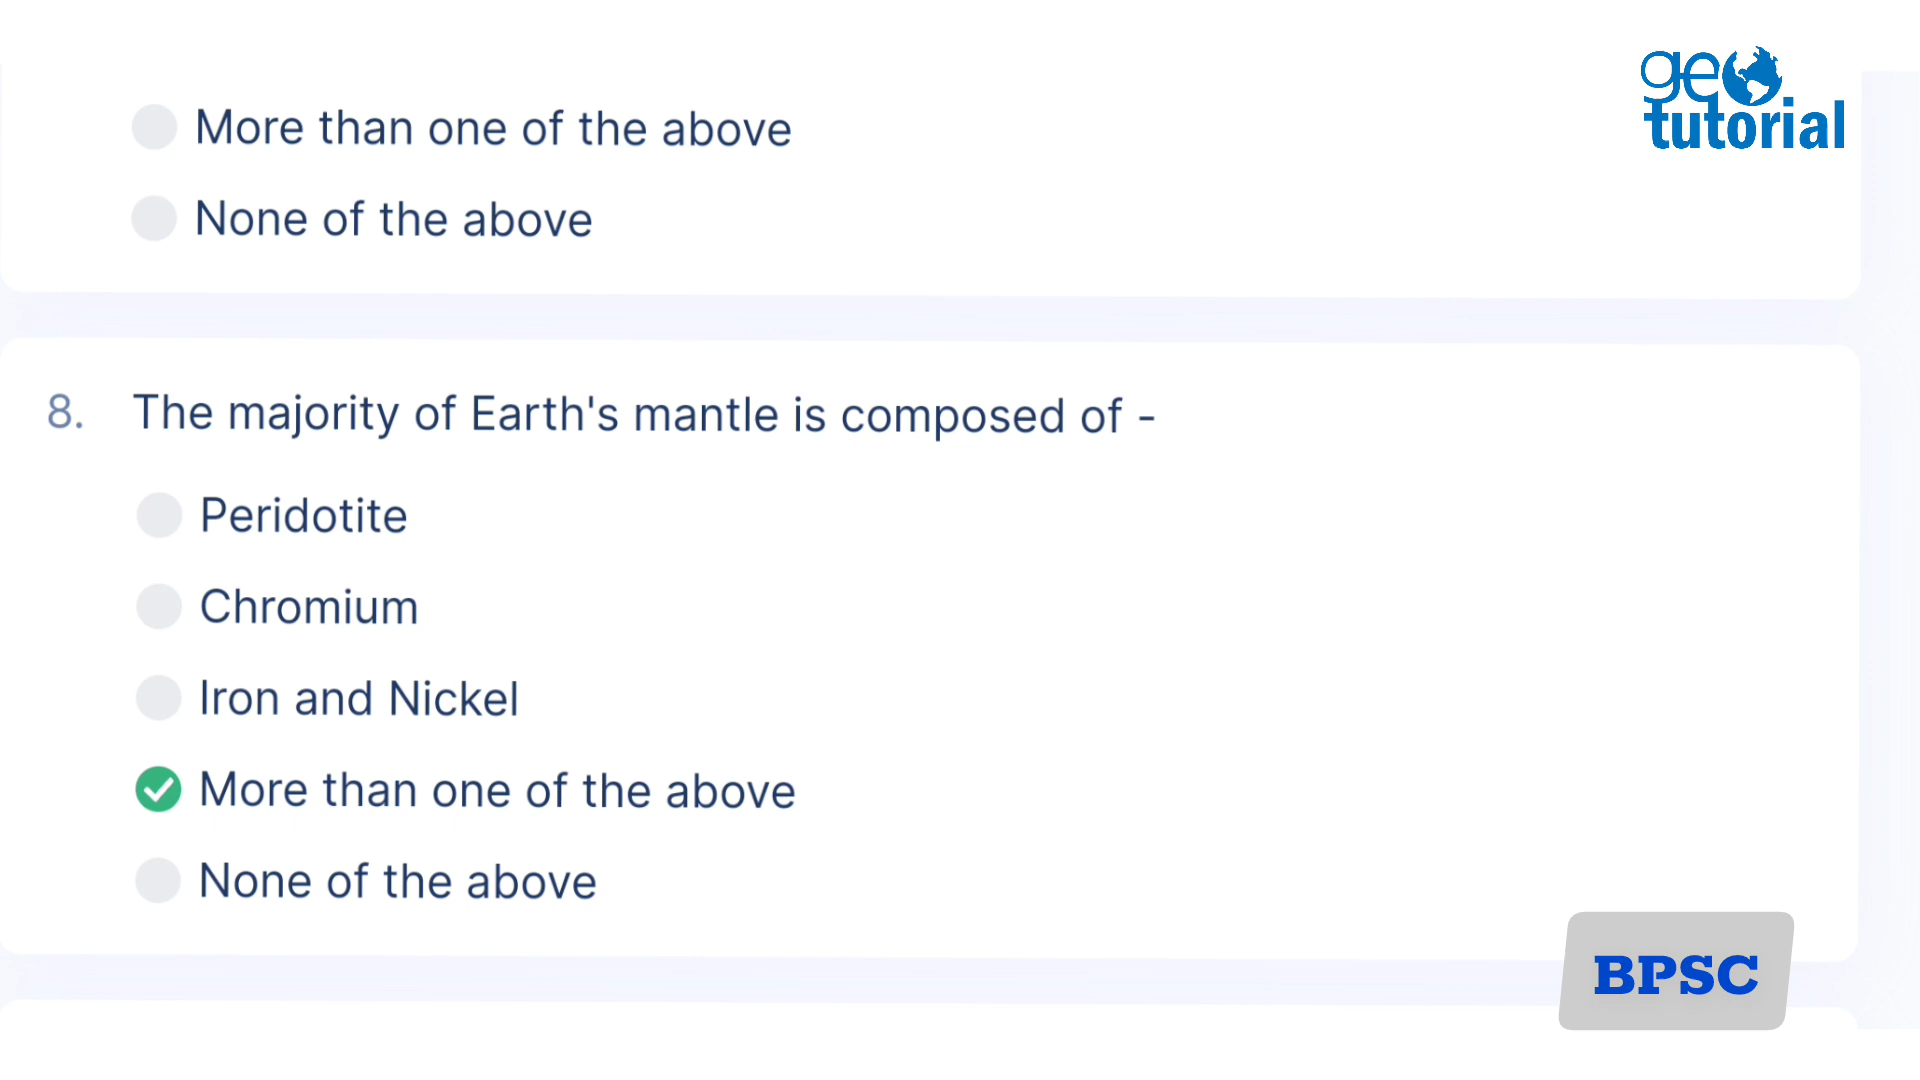 geo
tutorial
More than one of the above
None of the above
8. The majority of Earth's mantle is composed of -
Peridotite
Chromium
Iron and Nickel
More than one of the above
None of the above
BPSC